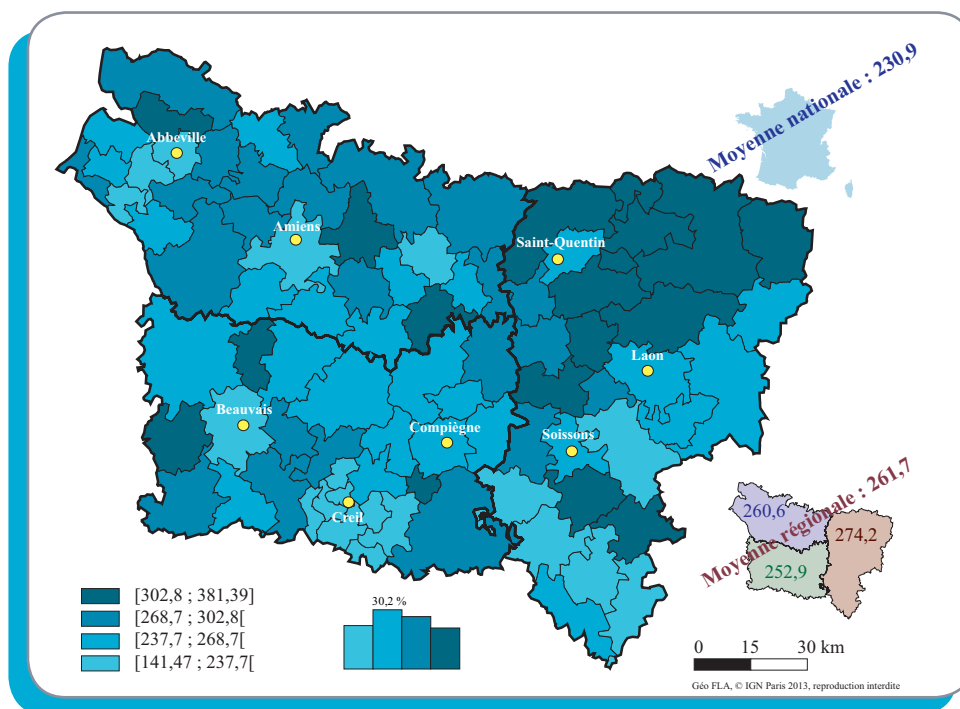 Moyenne nationale : 230,9
Abbeville
Amiens
Saint-Quentin
Laon
Beauvais
Compiègne
Soissons
Creil
Moyenne régionale : 261,7
260,6
274,2
252,9
[302,8 ; 381,39]
[268,7 ; 302,8[
[237,7 ; 268,7[
[141,47 ; 237,7[
30,2 %
0 15 30 km
Géo FLA, © IGN Paris 2013, reproduction interdite